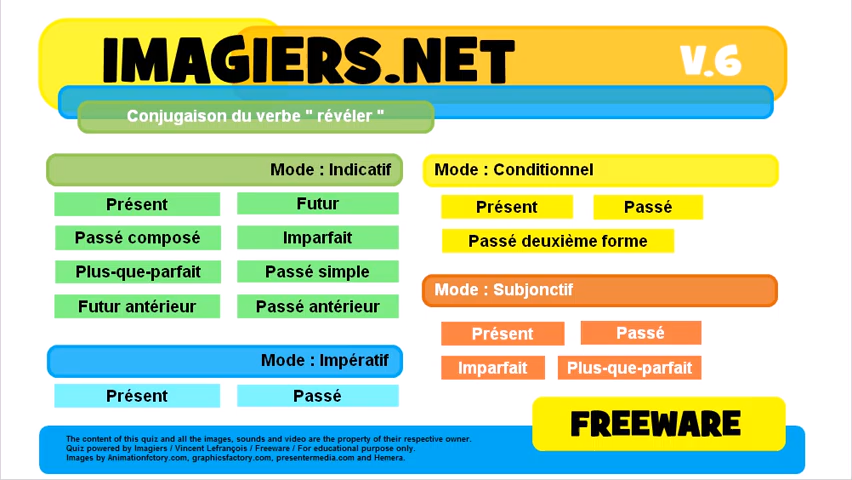 IMAGIERS.NET
V.6
Conjugaison du verbe " révéler "
Mode : Indicatif
Présent
Futur
Passé composé
Imparfait
Plus-que-parfait
Passé simple
Futur antérieur
Passé antérieur
Mode : Impératif
Présent
Passé
Mode : Conditionnel
Présent
Passé
Passé deuxième forme
Mode : Subjonctif
Présent
Passé
Imparfait
Plus-que-parfait
FREEWARE
The content of this quiz and all the images, sounds and video are the property of their respective owner.
Quiz powered by Imagiers / Vincent Lefrançois / Freeware / For educational purpose only.
Images by Animationfctory.com, graphicsfactory.com, presentermedia.com and Hemera.